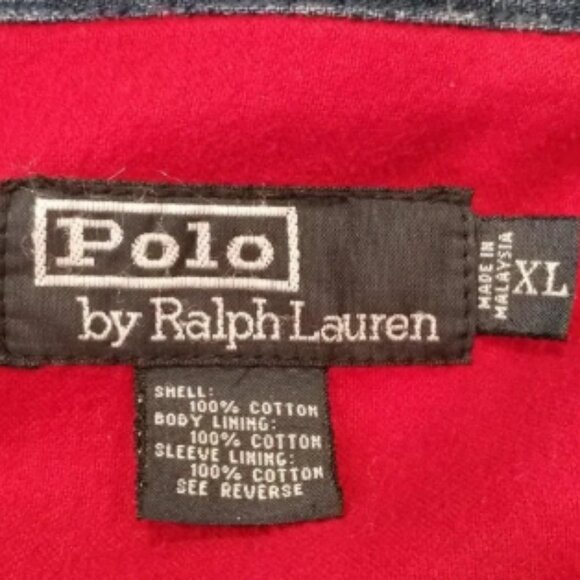 Polo
by Ralph Lauren
MADE IN
MALAYSIA
XL
SHELL:
100% COTTON
BODY LINING:
100% COTTON
SLEEVE LINING:
100% COTTON
SEE REVERSE